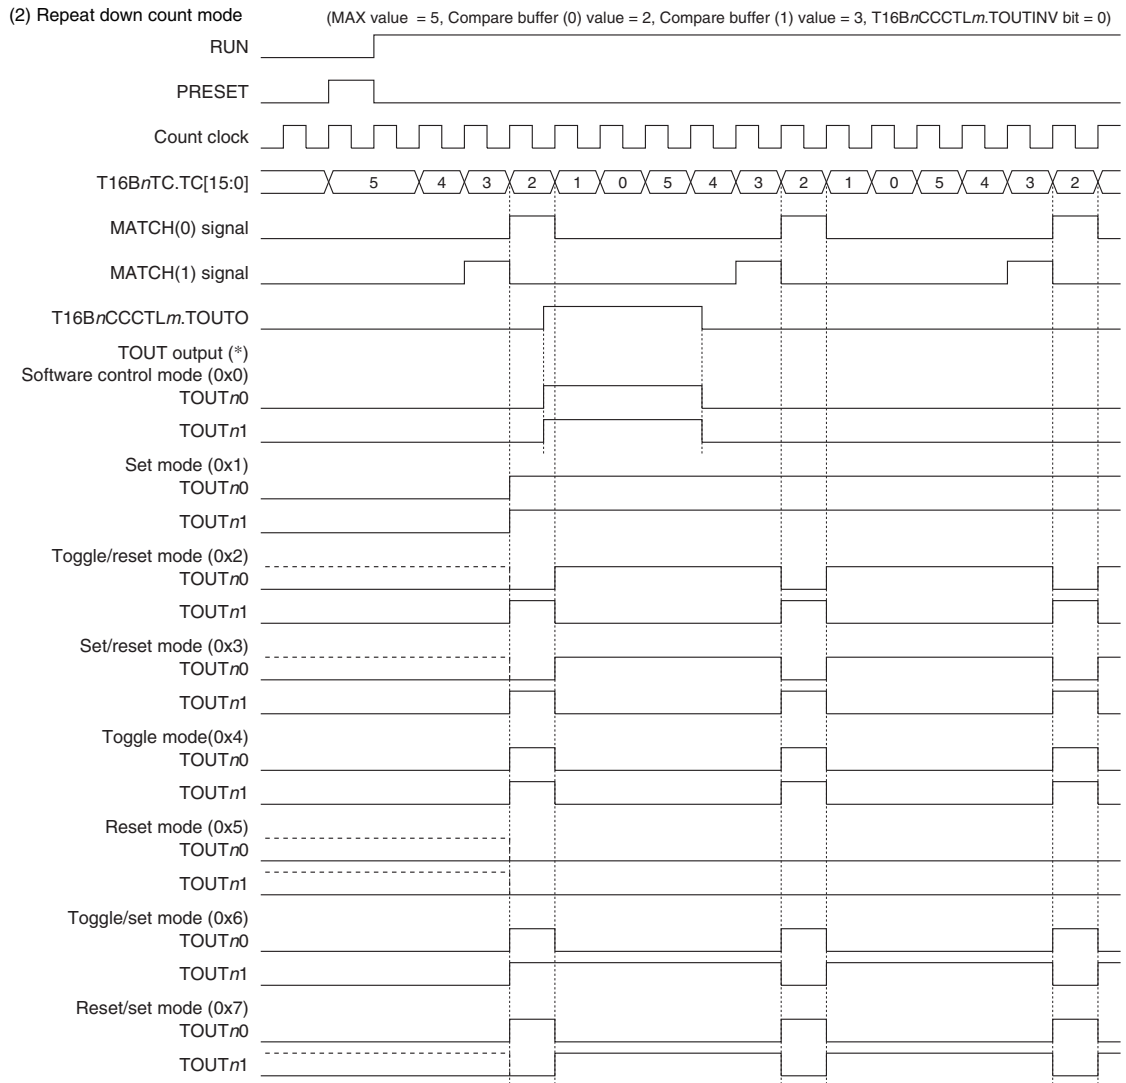 (2) Repeat down count mode (MAX value = 5, Compare buffer (0) value = 2, Compare buffer (1) value = 3, T16BnCCCTLm.TOUTINV bit = 0)
RUN
PRESET
Count clock
T16BnTC.TC[15:0] 5 4 3 2 1 0 5 4 3 2 1 0 5 4 3 2
MATCH(0) signal
MATCH(1) signal
T16BnCCCTLm.TOUTO
TOUT output (*)
Software control mode (0x0)
TOUTn0
TOUTn1
Set mode (0x1)
TOUTn0
TOUTn1
Toggle/reset mode (0x2)
TOUTn0
TOUTn1
Set/reset mode (0x3)
TOUTn0
TOUTn1
Toggle mode(0x4)
TOUTn0
TOUTn1
Reset mode (0x5)
TOUTn0
TOUTn1
Toggle/set mode (0x6)
TOUTn0
TOUTn1
Reset/set mode (0x7)
TOUTn0
TOUTn1